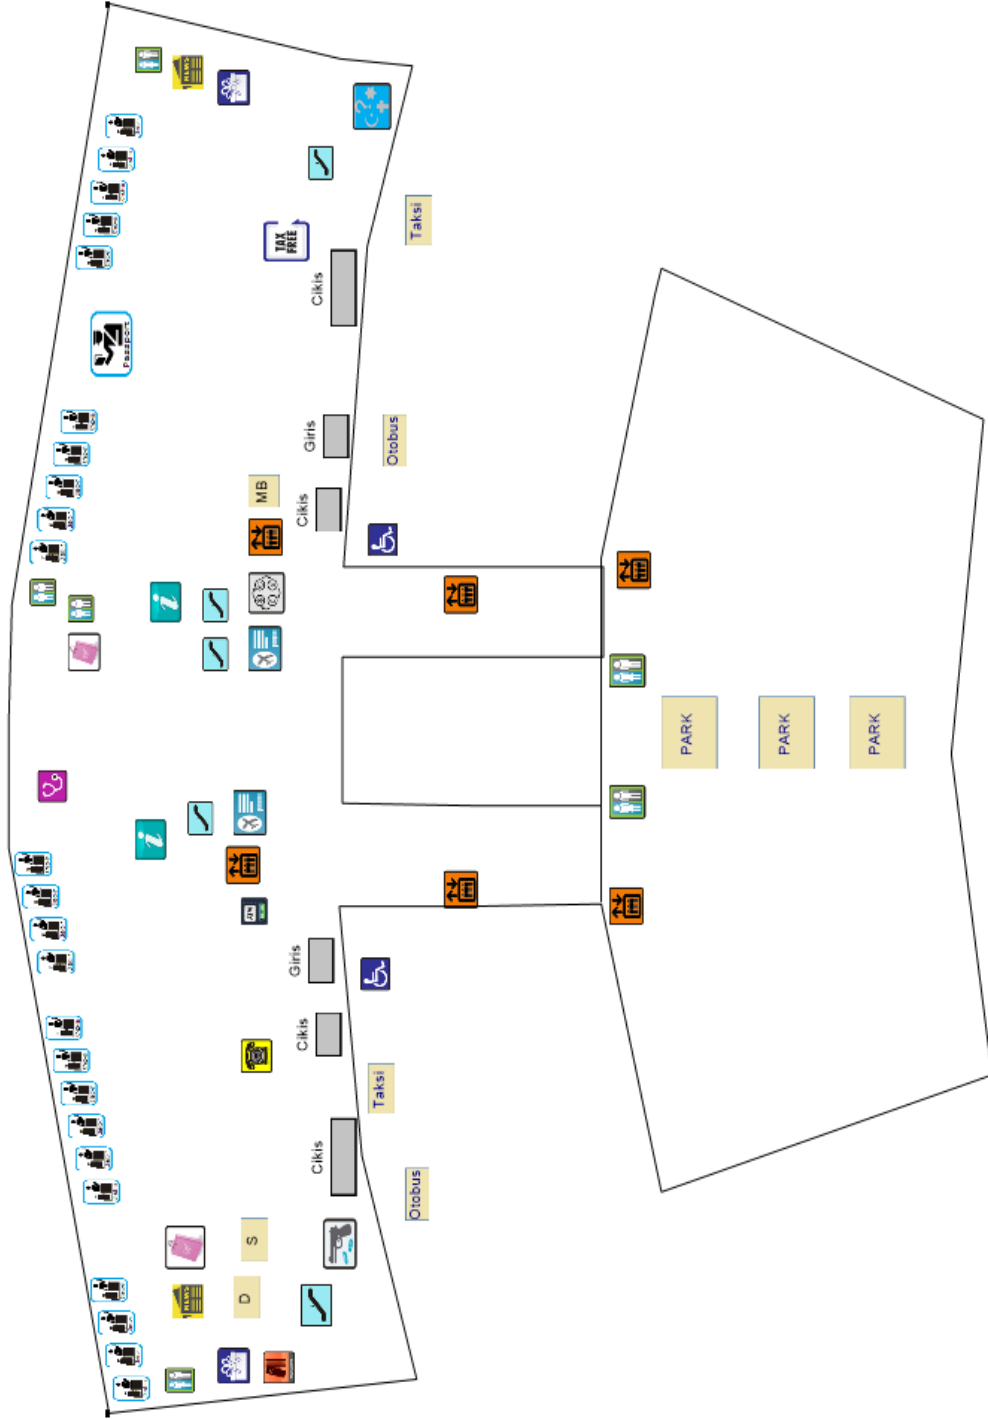 Passport
NEWS
NEWS
D
S
ATM
MB
TAX
FREE
Cikis
Cikis
Giris
Cikis
Giris
Cikis
Otobus
Taksi
Otobus
Taksi
PARK
PARK
PARK